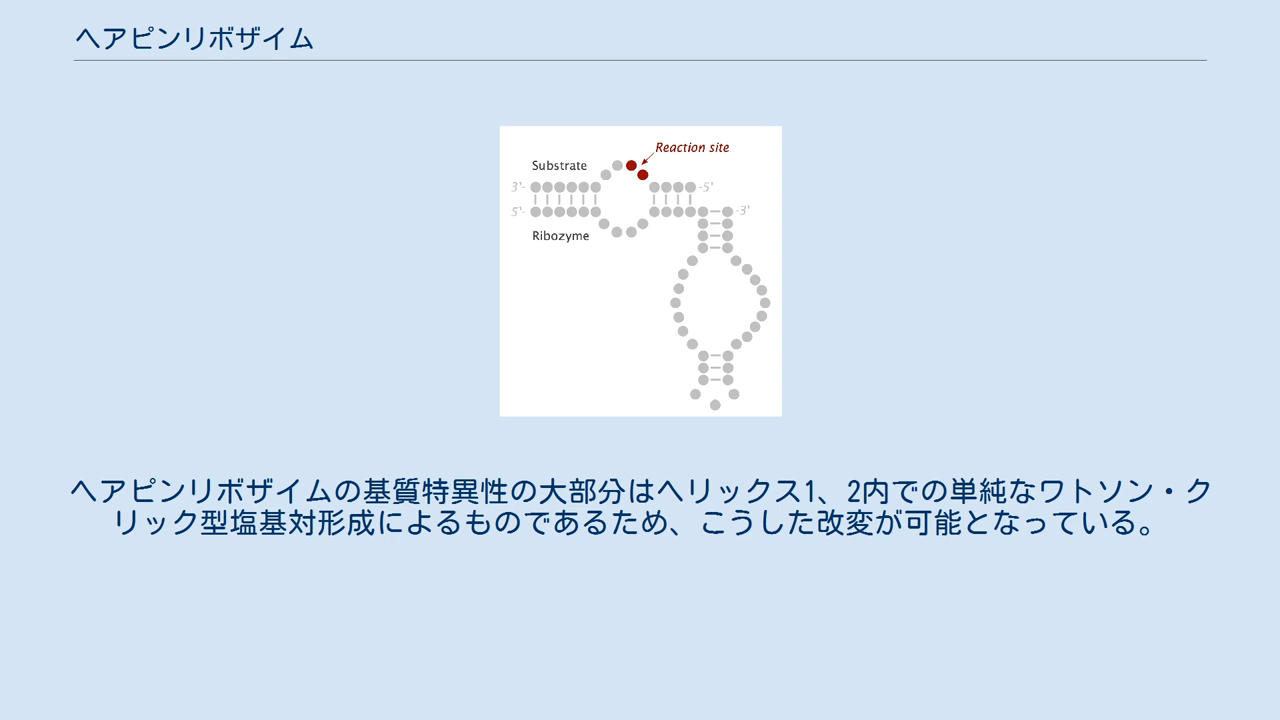 ヘアピンリボザイム
Reaction site
Substrate
3'- -5'
5'- -3'
Ribozyme
ヘアピンリボザイムの基質特異性の大部分はヘリックス1、2内での単純なワトソン・ク
リック型塩基対形成によるものであるため、こうした改変が可能となっている。